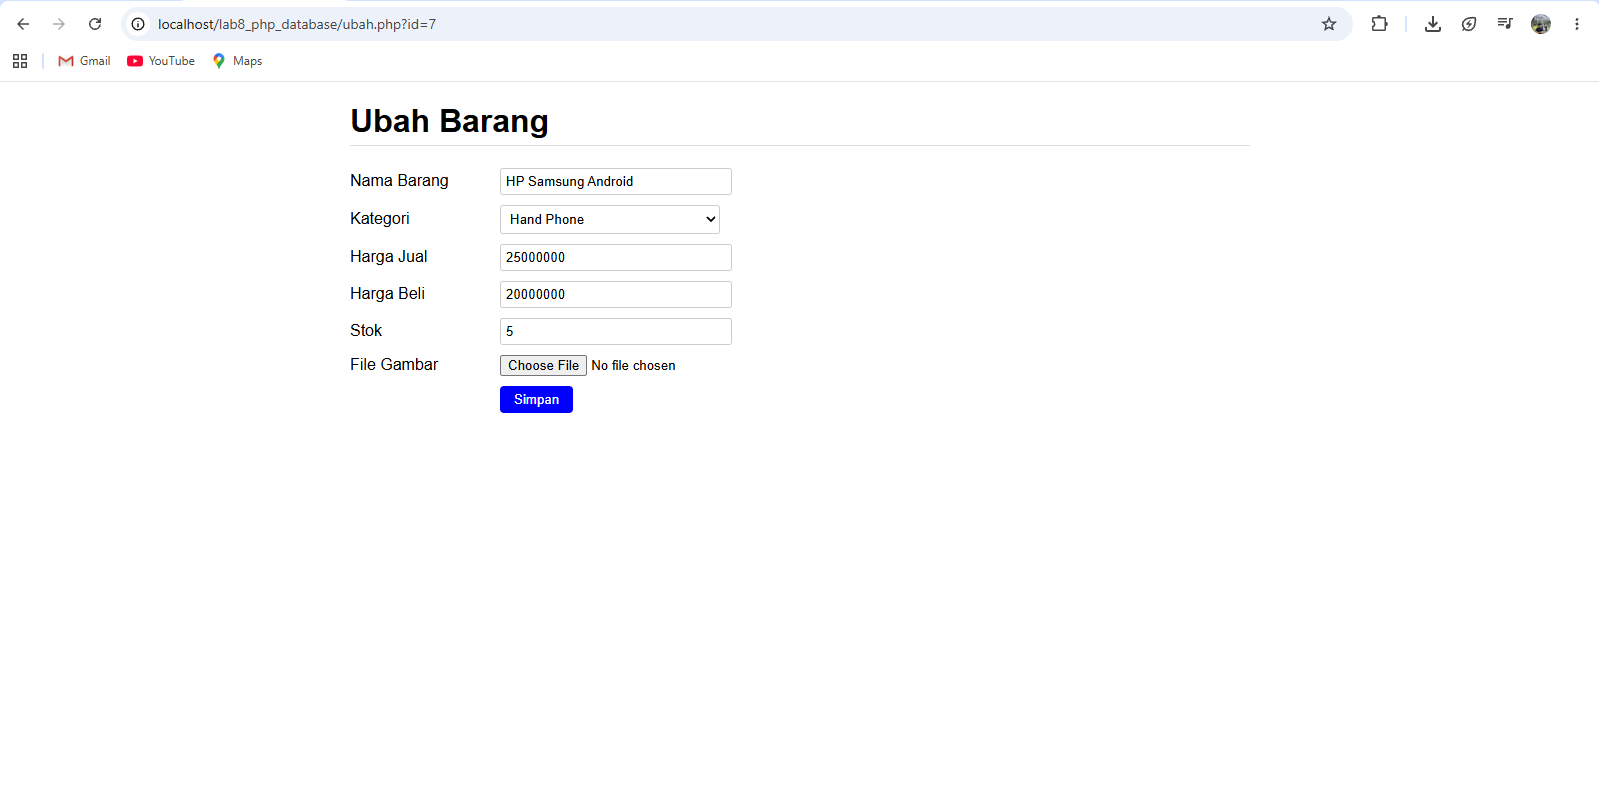 localhost/lab8_php_database/ubah.php?id=7
Gmail YouTube Maps
Ubah Barang
Nama Barang HP Samsung Android
Kategori Hand Phone
Harga Jual 25000000
Harga Beli 20000000
Stok 5
File Gambar Choose File No file chosen
Simpan